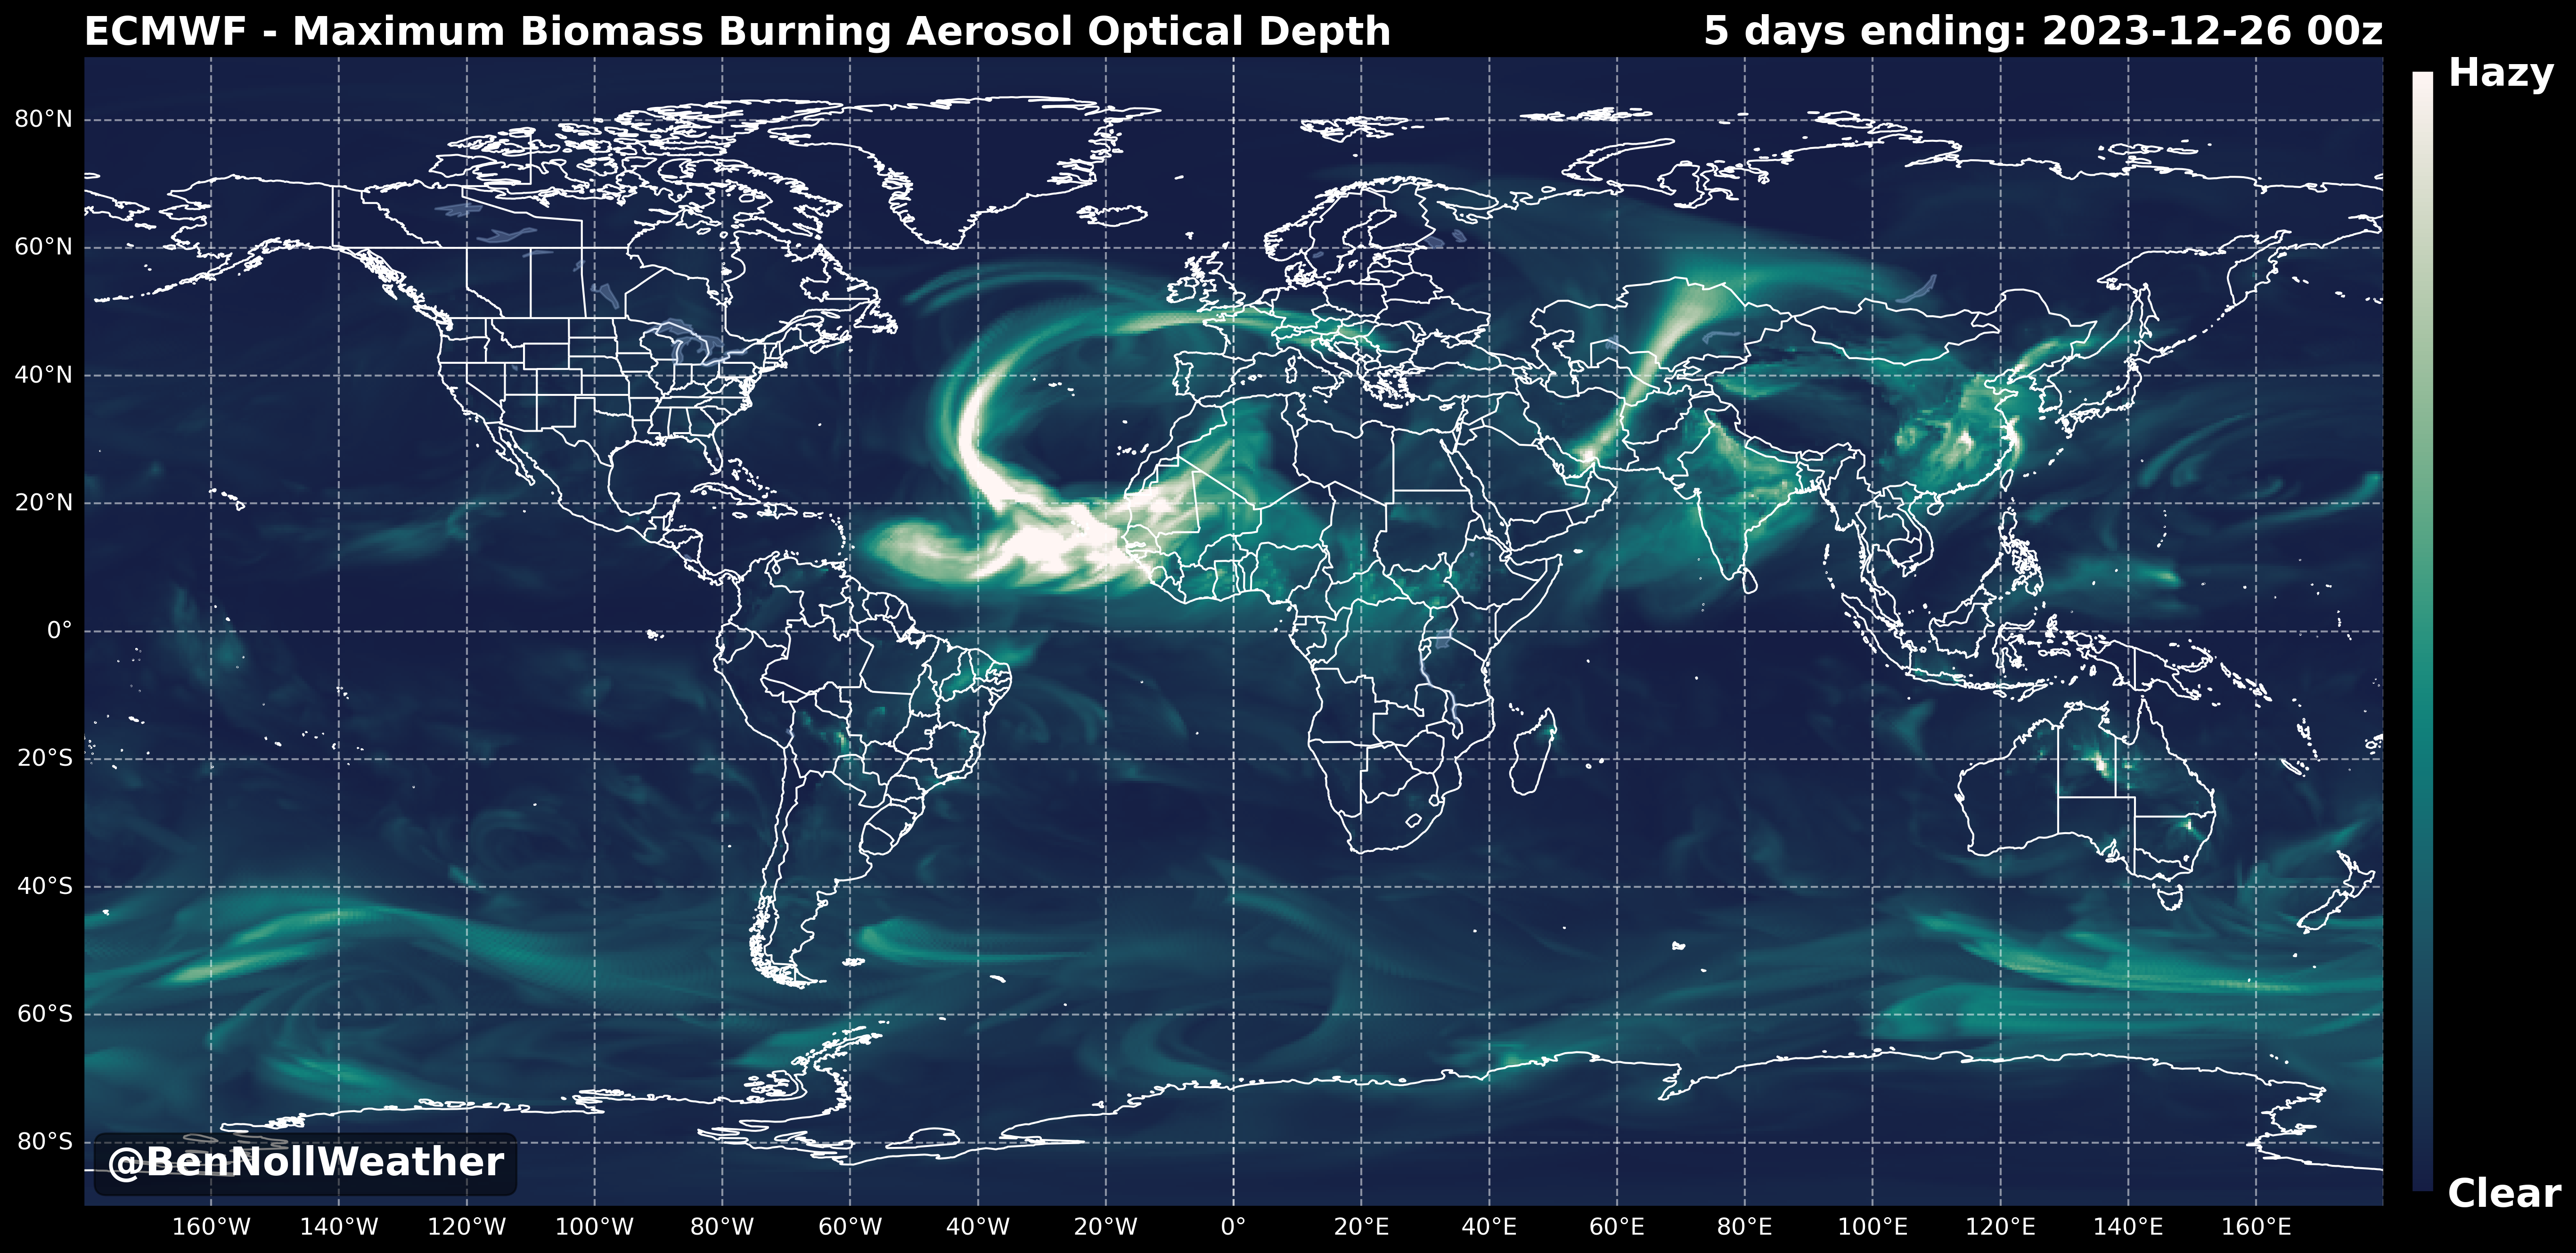 ECMWF - Maximum Biomass Burning Aerosol Optical Depth
5 days ending: 2023-12-26 00z
Hazy
80°N
60°N
40°N
20°N
0°
20°S
40°S
60°S
80°S
@BenNollWeather
Clear
160°W 140°W 120°W 100°W 80°W 60°W 40°W 20°W 0° 20°E 40°E 60°E 80°E 100°E 120°E 140°E 160°E